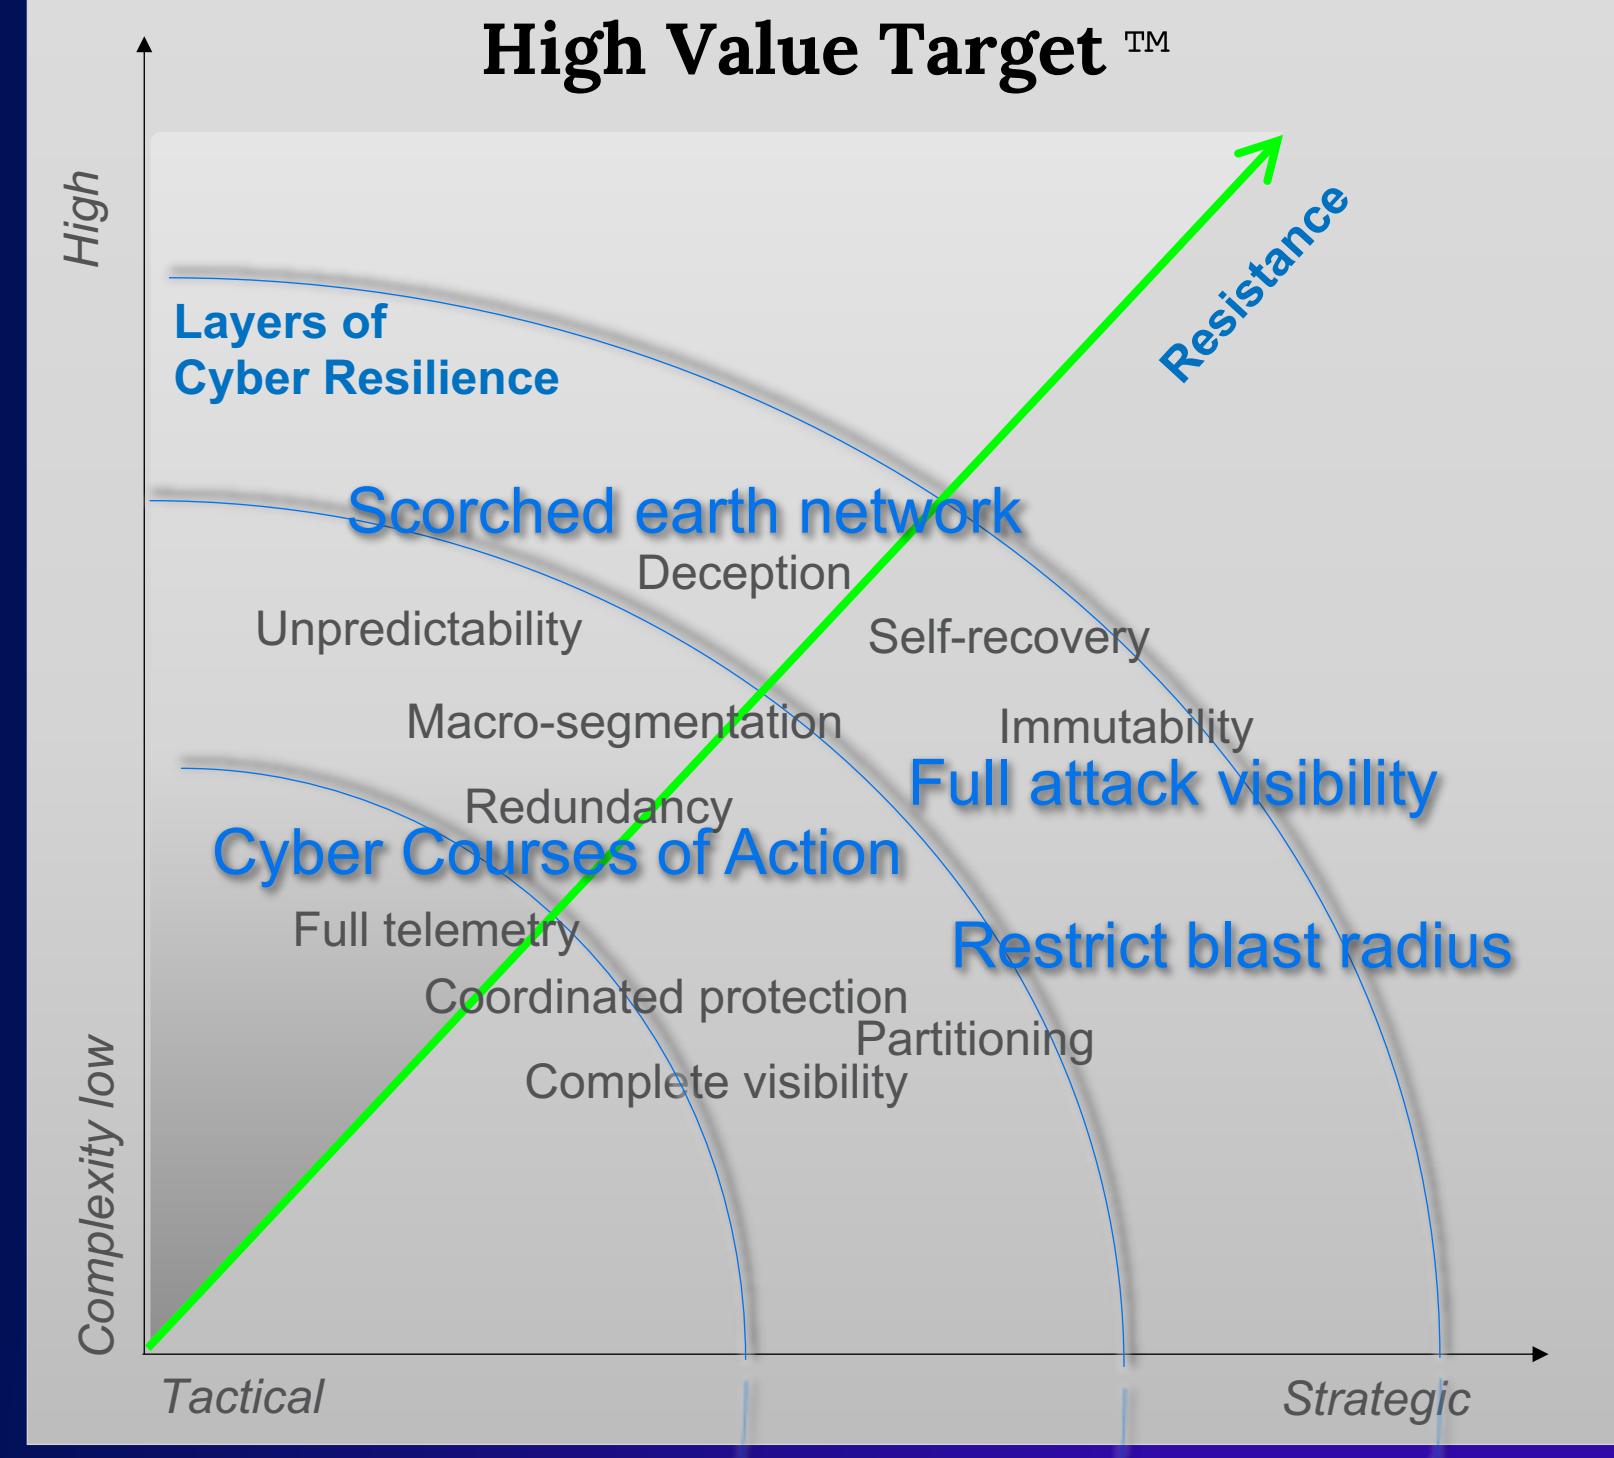 High Value Target ™
High
Resistance
Layers of
Cyber Resilience
Scorched earth network
Deception
Unpredictability
Self-recovery
Macro-segmentation
Immutability
Full attack visibility
Redundancy
Cyber Courses of Action
Full telemetry
Restrict blast radius
Coordinated protection
Partitioning
Complete visibility
Complexity low
Tactical
Strategic